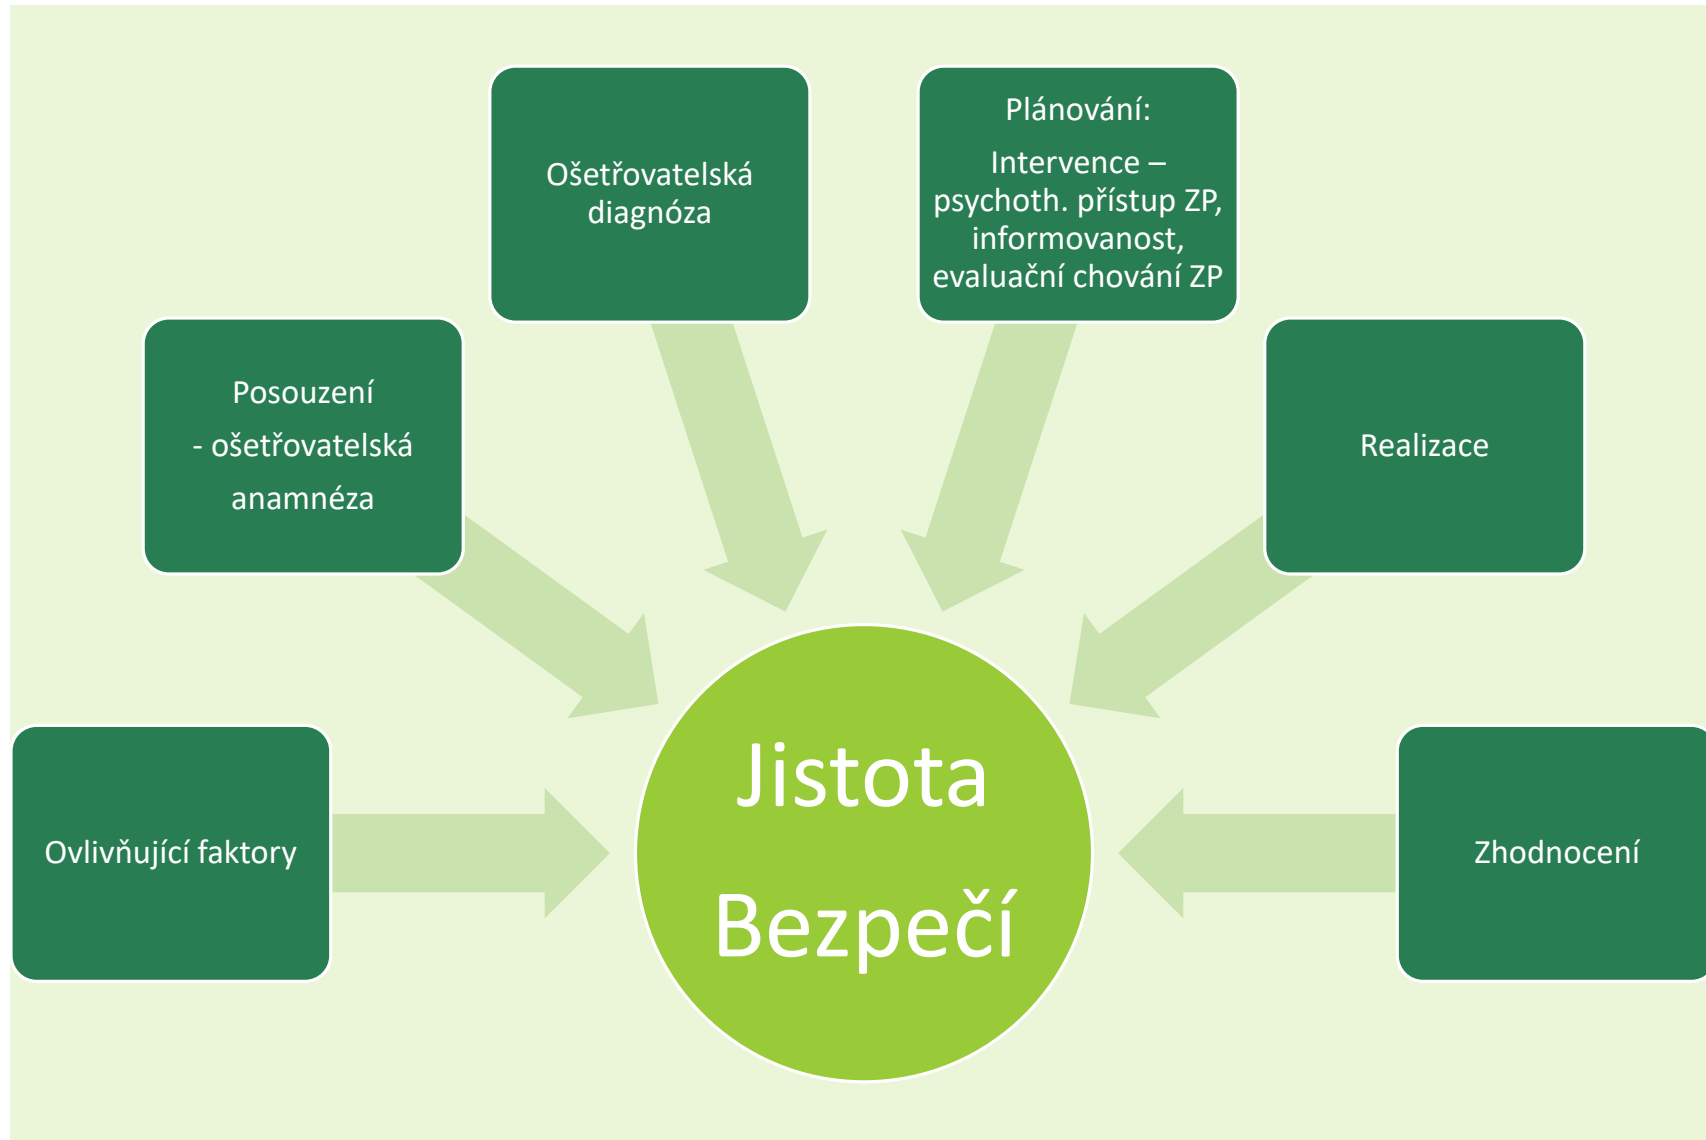 Ošetřovatelská
diagnóza
Plánování:
Intervence –
psychoth. přístup ZP,
informovanost,
evaluační chování ZP
Posouzení
- ošetřovatelská
anamnéza
Realizace
Ovlivňující faktory
Jistota
Bezpečí
Zhodnocení